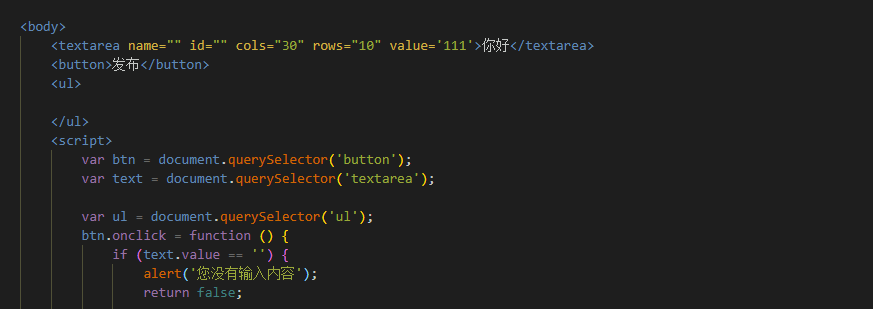 <body>
<textarea name="" id="" cols="30" rows="10" value='111'>你好</textarea>
<button>发布</button>
<ul>
</ul>
<script>
var btn = document.querySelector('button');
var text = document.querySelector('textarea');
var ul = document.querySelector('ul');
btn.onclick = function () {
if (text.value == '') {
alert('您没有输入内容');
return false;